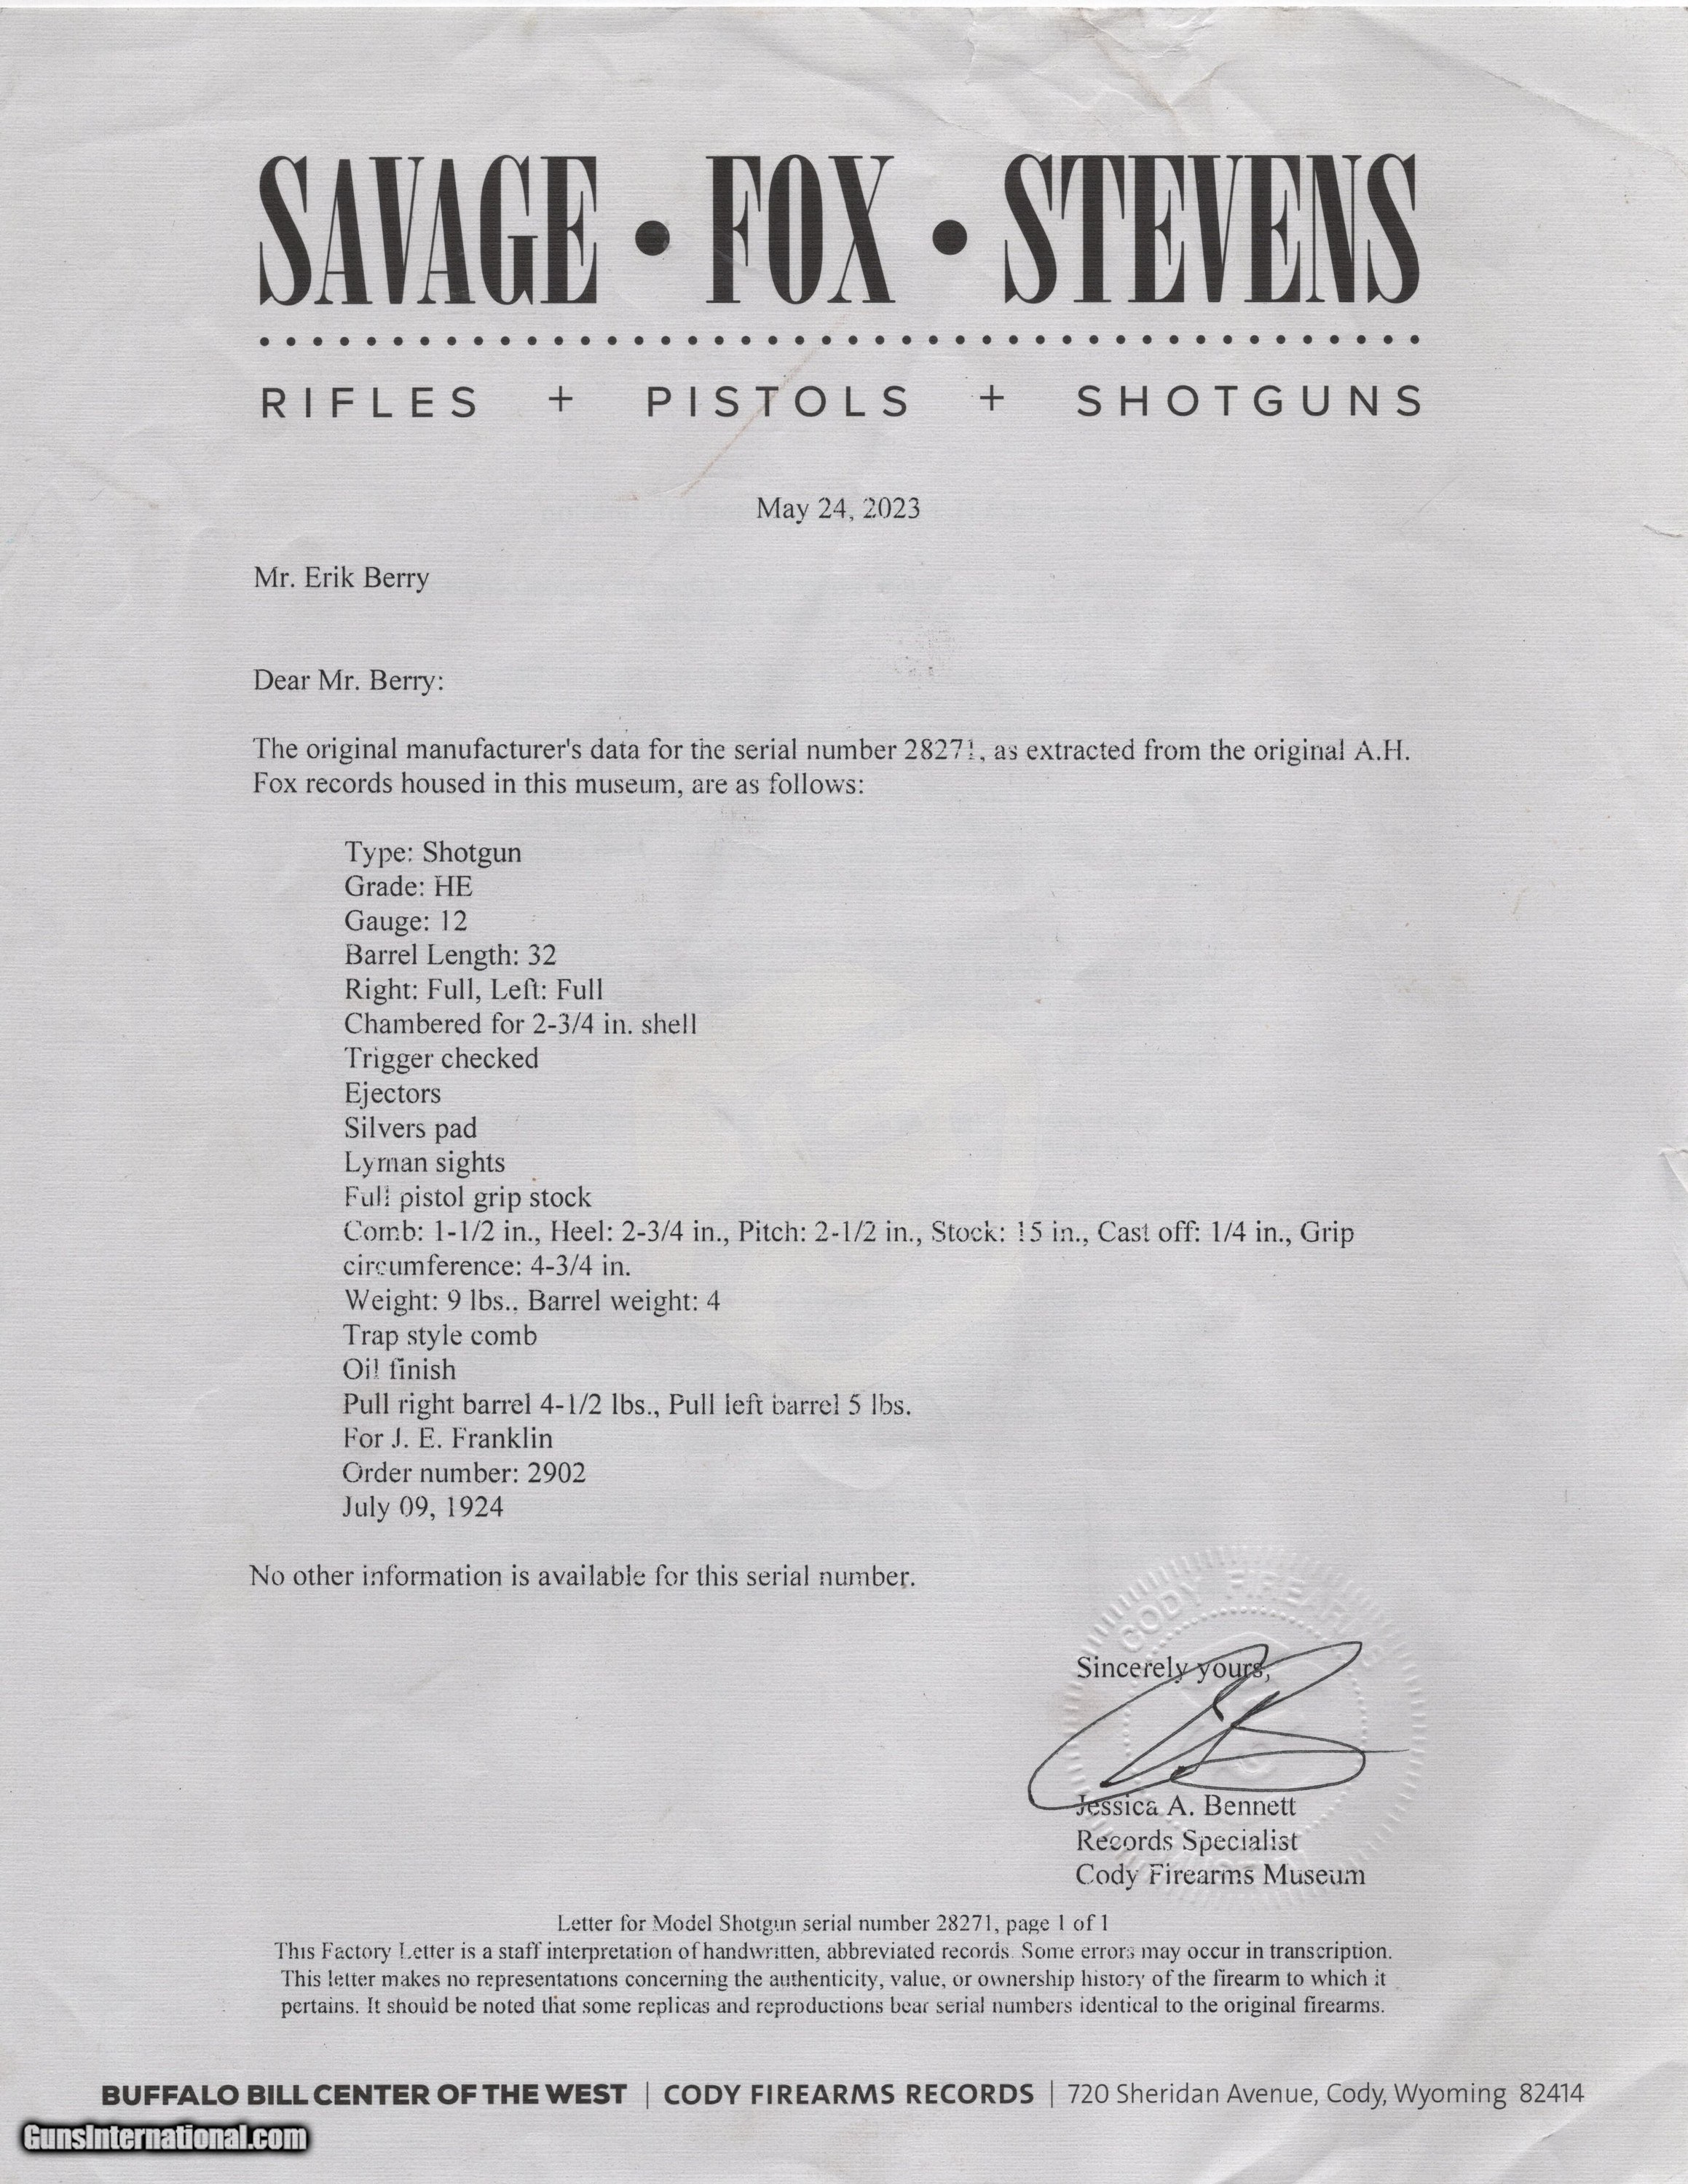 SAVAGE • FOX • STEVENS
RIFLES + PISTOLS + SHOTGUNS
May 24, 2023
Mr. Erik Berry
Dear Mr. Berry:
The original manufacturer's data for the serial number 28271, as extracted from the original A.H.
Fox records housed in this museum, are as follows:
Type: Shotgun
Grade: HE
Gauge: 12
Barrel Length: 32
Right: Full, Left: Full
Chambered for 2-3/4 in. shell
Trigger checked
Ejectors
Silvers pad
Lyman sights
Full pistol grip stock
Comb: 1-1/2 in., Heel: 2-3/4 in., Pitch: 2-1/2 in., Stock: 15 in., Cast off: 1/4 in., Grip
circumference: 4-3/4 in.
Weight: 9 lbs., Barrel weight: 4
Trap style comb
Oil finish
Pull right barrel 4-1/2 lbs., Pull left barrel 5 lbs.
For J. E. Franklin
Order number: 2902
July 09, 1924
No other information is available for this serial number.
CODY FIREARMS
Sincerely yours,
Jessica A. Bennett
Records Specialist
Cody Firearms Museum
Letter for Model Shotgun serial number 28271, page 1 of 1
This Factory Letter is a staff interpretation of handwritten, abbreviated records. Some errors may occur in transcription.
This letter makes no representations concerning the authenticity, value, or ownership history of the firearm to which it
pertains. It should be noted that some replicas and reproductions bear serial numbers identical to the original firearms.
BUFFALO BILL CENTER OF THE WEST | CODY FIREARMS RECORDS | 720 Sheridan Avenue, Cody, Wyoming 82414
GunsInternational.com